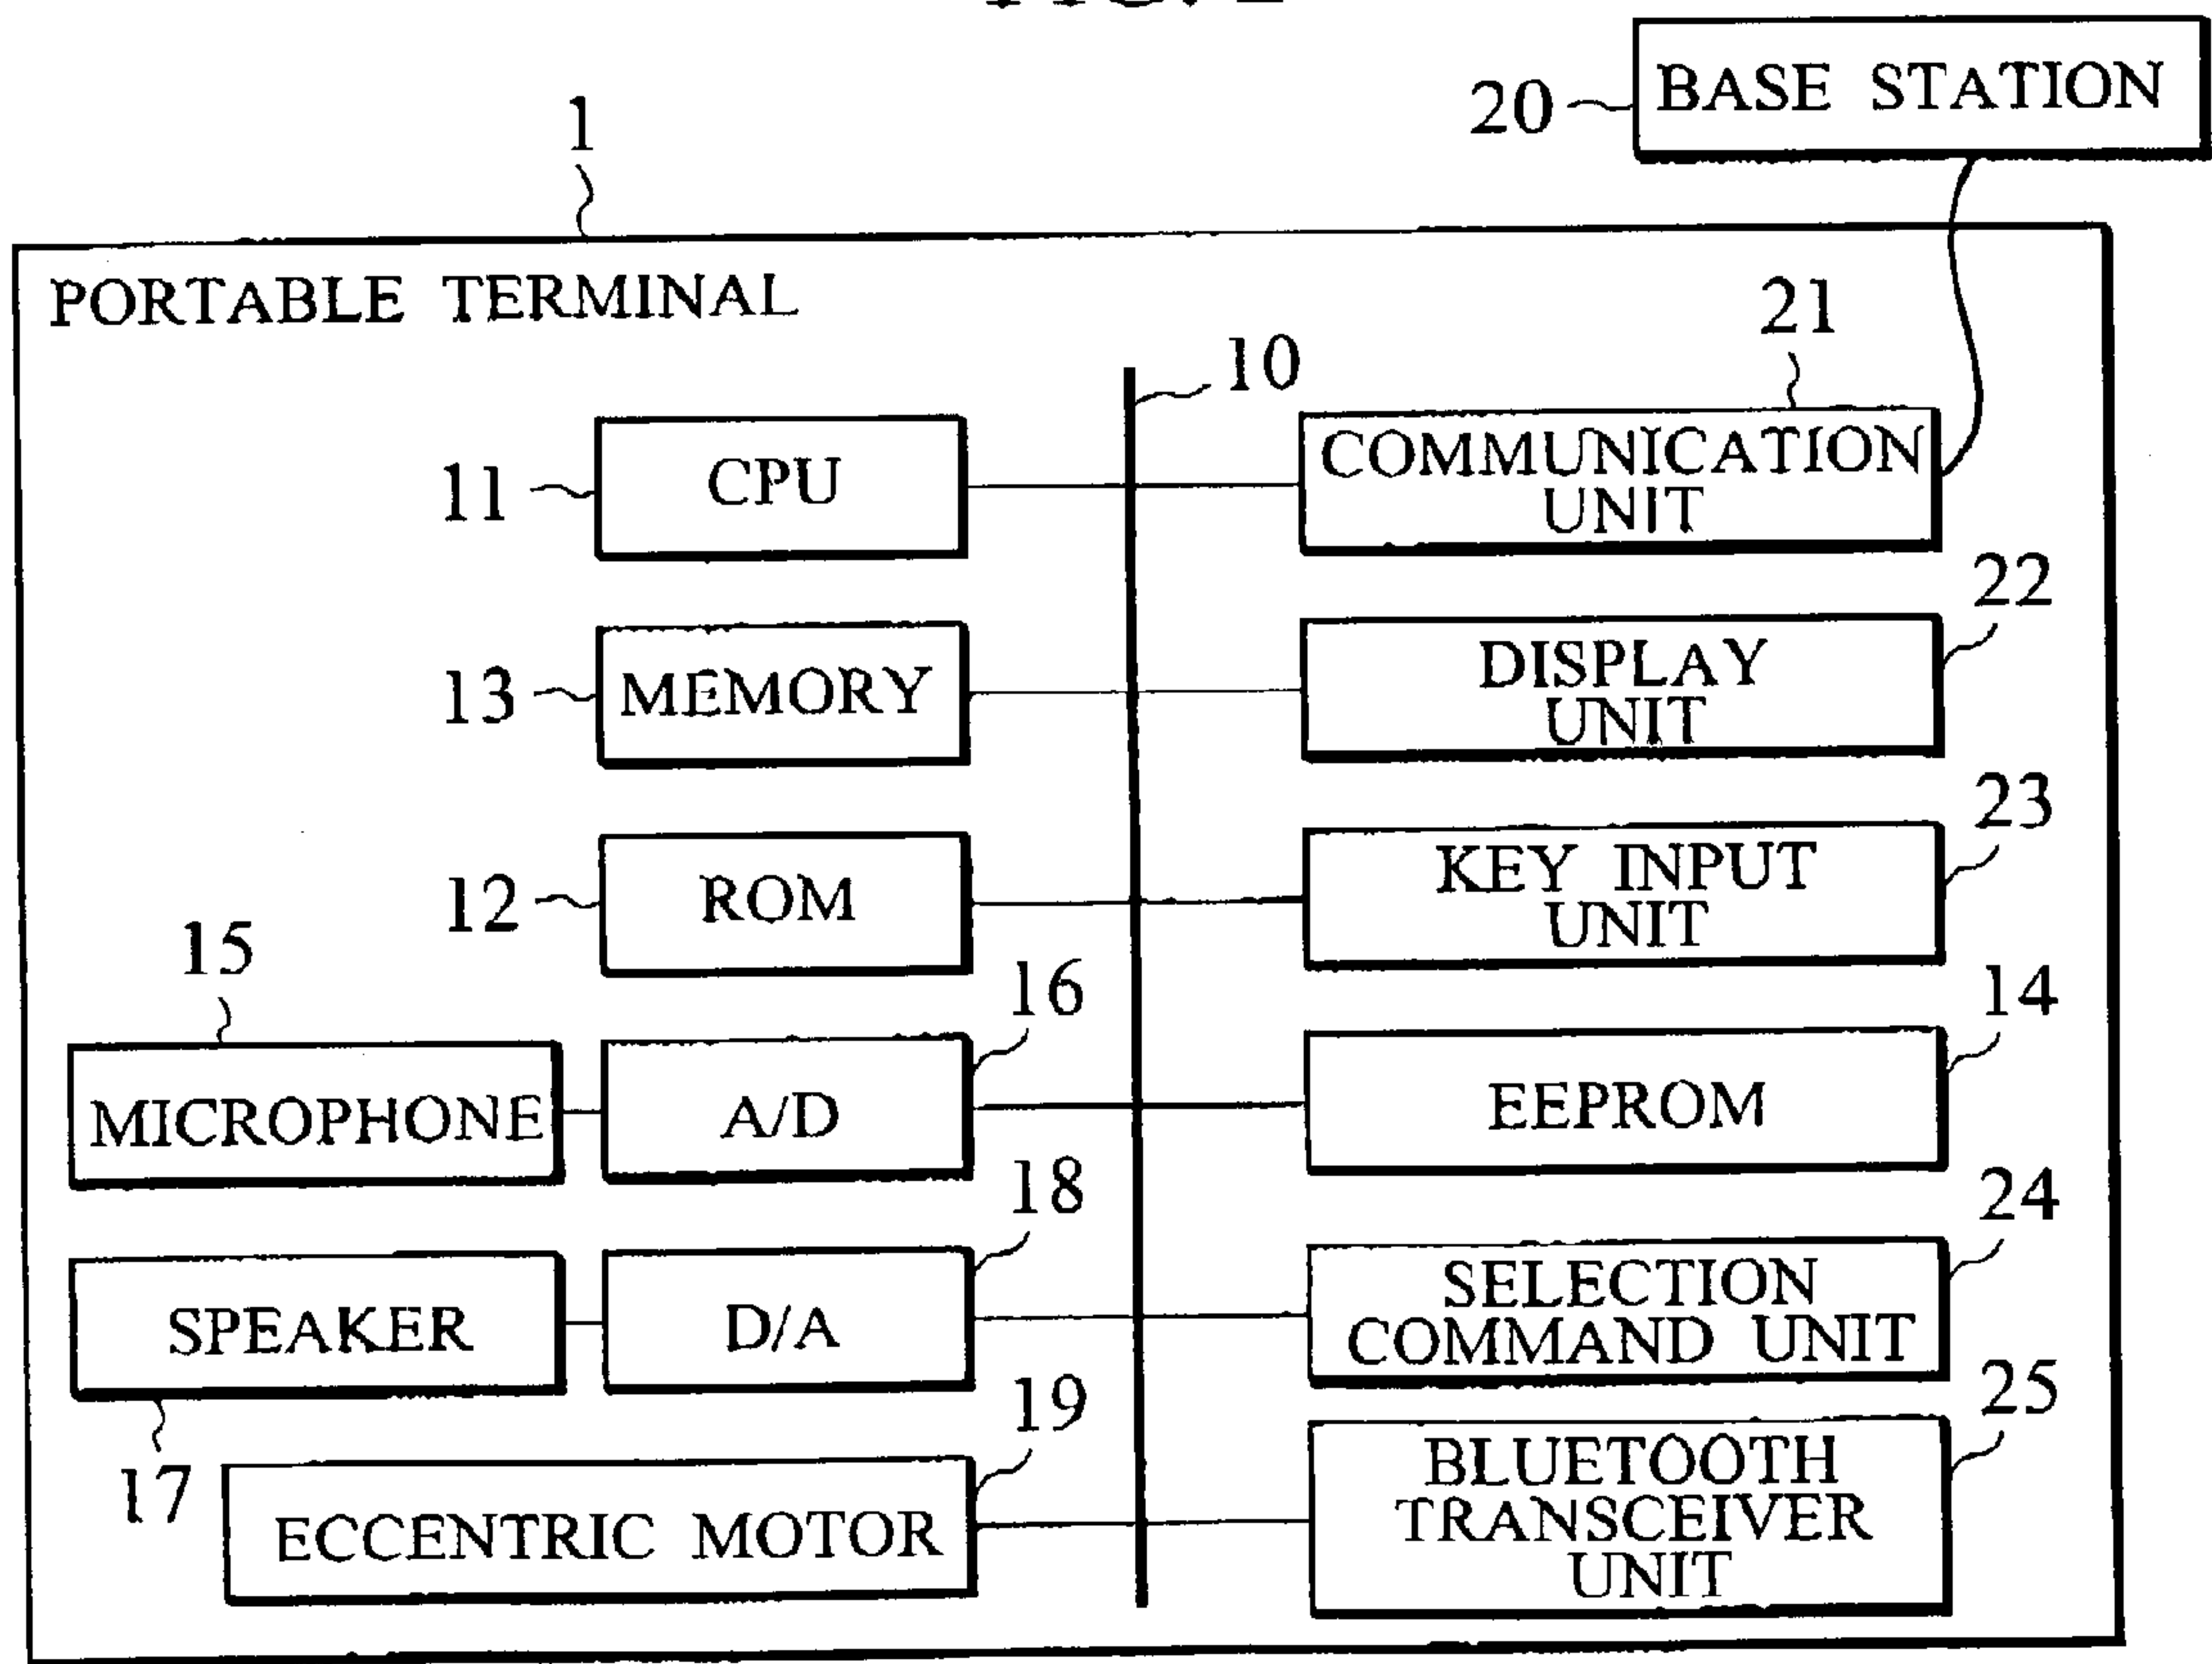 20 BASE STATION
1
PORTABLE TERMINAL
10
21
11 CPU
COMMUNICATION
UNIT
13 MEMORY
22
DISPLAY
UNIT
12 ROM
23
KEY INPUT
UNIT
15
MICROPHONE
16
A/D
14
EEPROM
17
SPEAKER
18
D/A
24
SELECTION
COMMAND UNIT
19
ECCENTRIC MOTOR
25
BLUETOOTH
TRANSCEIVER
UNIT